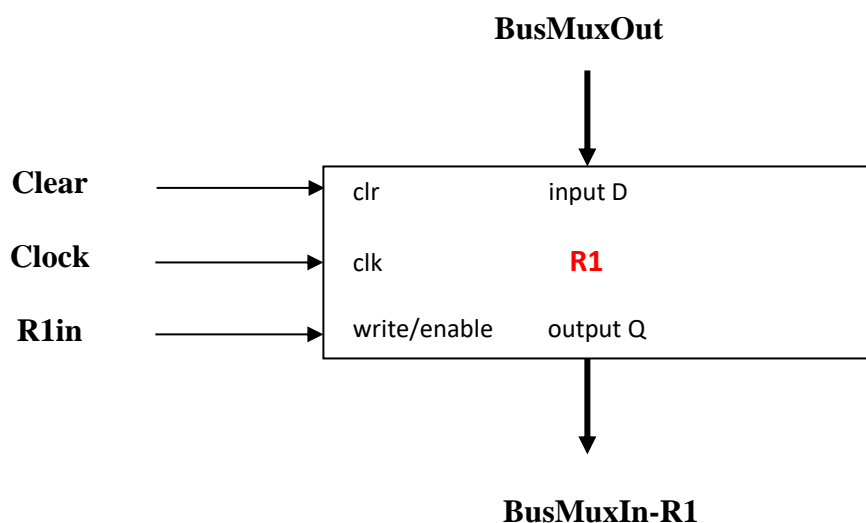 BusMuxOut
Clear
clr
input D
Clock
clk
R1
R1in
write/enable
output Q
BusMuxIn-R1